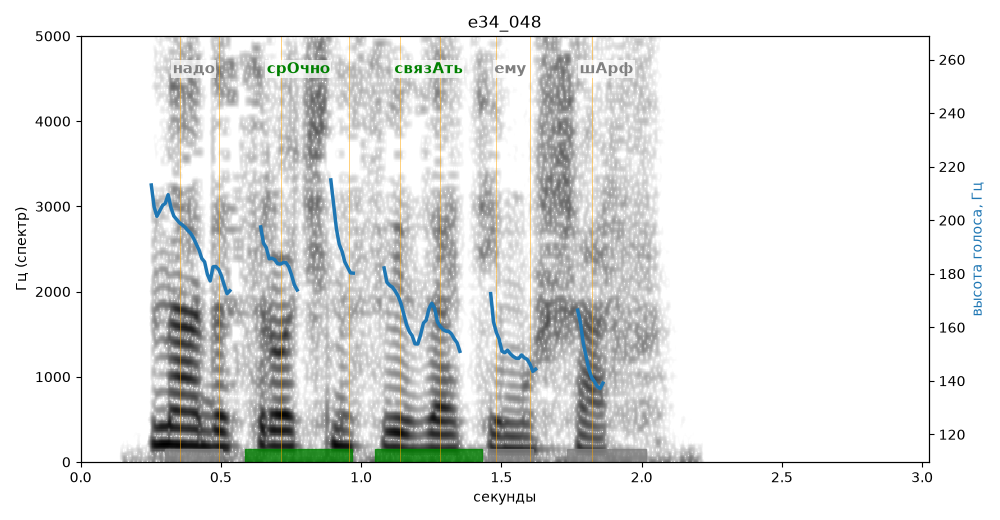 e34_048
надо срОчно связАть ему шАрф
5000
4000
3000
2000
1000
0
Гц (спектр)
260
240
220
200
180
160
140
120
высота голоса, Гц
0.0 0.5 1.0 1.5 2.0 2.5 3.0
секунды